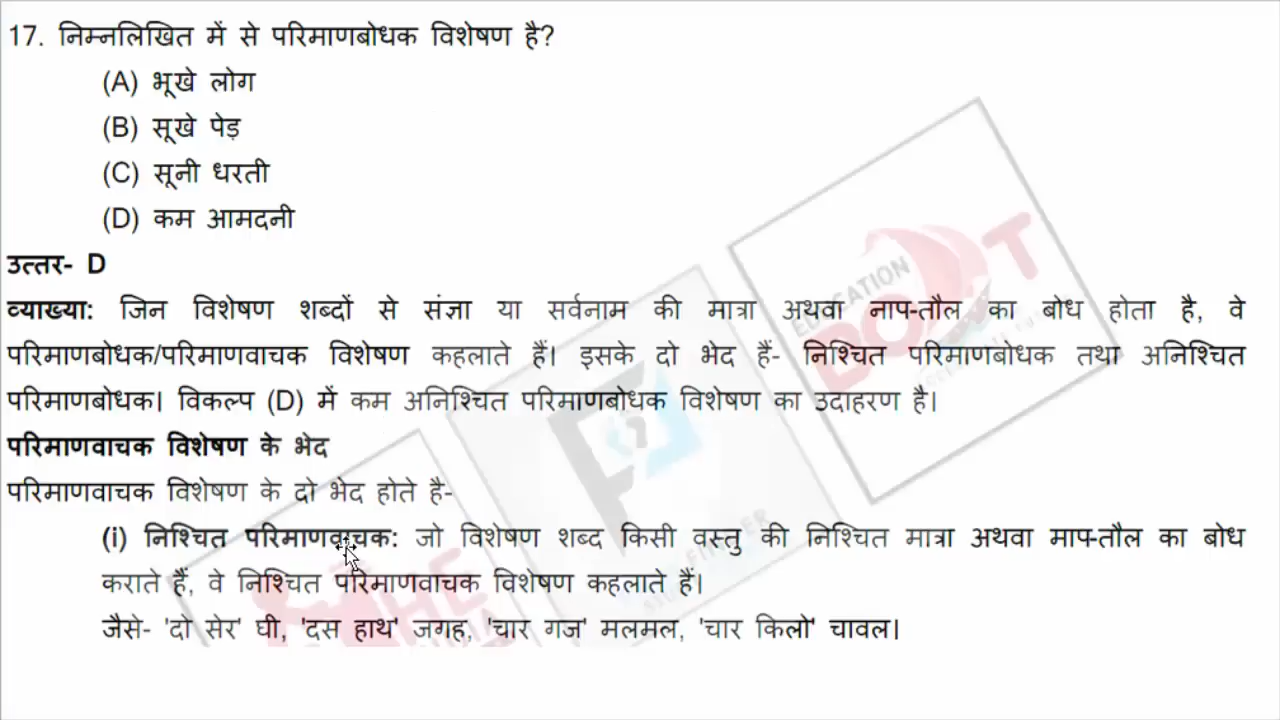 17. निम्नलिखित में से परिमाणबोधक विशेषण है?
(A) भूखे लोग
(B) सूखे पेड़
(C) सूनी धरती
(D) कम आमदनी
उत्तर- D
व्याख्या: जिन विशेषण शब्दों से संज्ञा या सर्वनाम की मात्रा अथवा नाप-तौल का बोध होता है, वे
परिमाणबोधक/परिमाणवाचक विशेषण कहलाते हैं। इसके दो भेद हैं- निश्चित परिमाणबोधक तथा अनिश्चित
परिमाणबोधक। विकल्प (D) में कम अनिश्चित परिमाणबोधक विशेषण का उदाहरण है।
परिमाणवाचक विशेषण के भेद
परिमाणवाचक विशेषण के दो भेद होते है-
(i) निश्चित परिमाणवाचक: जो विशेषण शब्द किसी वस्तु की निश्चित मात्रा अथवा माप-तौल का बोध
कराते हैं, वे निश्चित परिमाणवाचक विशेषण कहलाते हैं।
जैसे- 'दो सेर' घी, 'दस हाथ' जगह, 'चार गज' मलमल, 'चार किलो' चावल।
EDUCATION
DOT